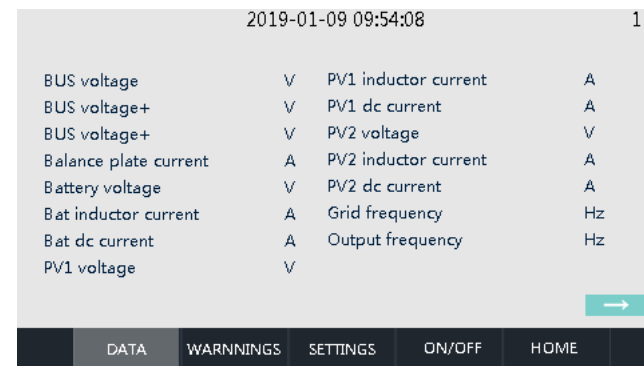 2019-01-09 09:54:08 1
BUS voltage V PV1 inductor current A
BUS voltage+ V PV1 dc current A
BUS voltage+ V PV2 voltage V
Balance plate current A PV2 inductor current A
Battery voltage V PV2 dc current A
Bat inductor current A Grid frequency Hz
Bat dc current A Output frequency Hz
PV1 voltage V
→
DATA WARNNINGS SETTINGS ON/OFF HOME